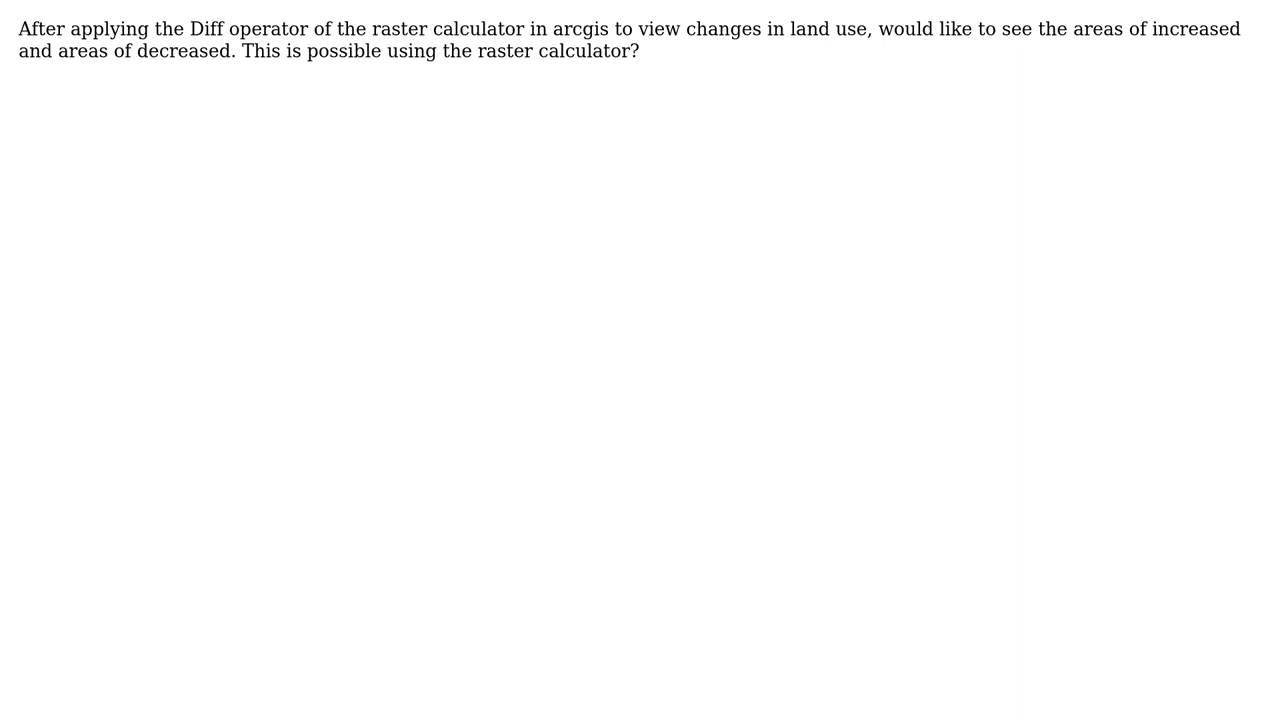 After applying the Diff operator of the raster calculator in arcgis to view changes in land use, would like to see the areas of increased
and areas of decreased. This is possible using the raster calculator?